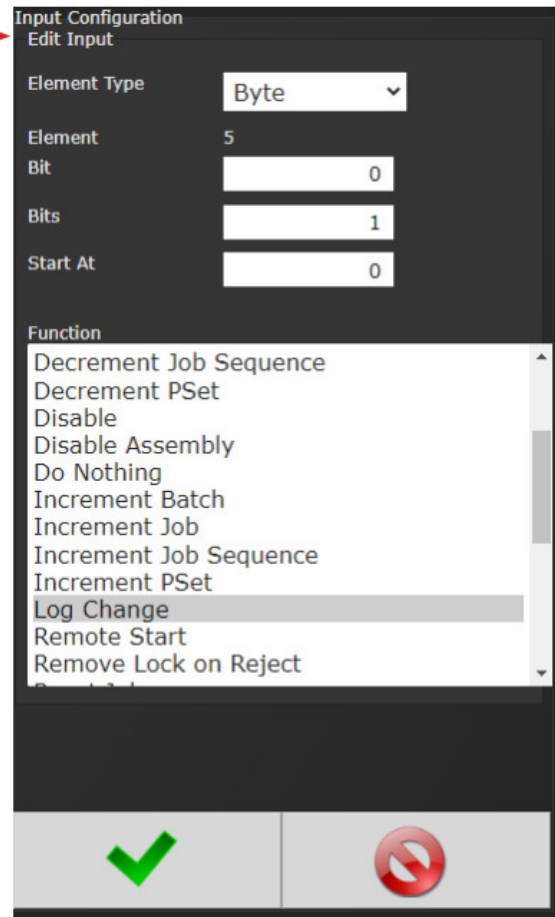 Input Configuration
Edit Input
Element Type Byte
Element 5
Bit 0
Bits 1
Start At 0
Function
Decrement Job Sequence
Decrement PSet
Disable
Disable Assembly
Do Nothing
Increment Batch
Increment Job
Increment Job Sequence
Increment PSet
Log Change
Remote Start
Remove Lock on Reject